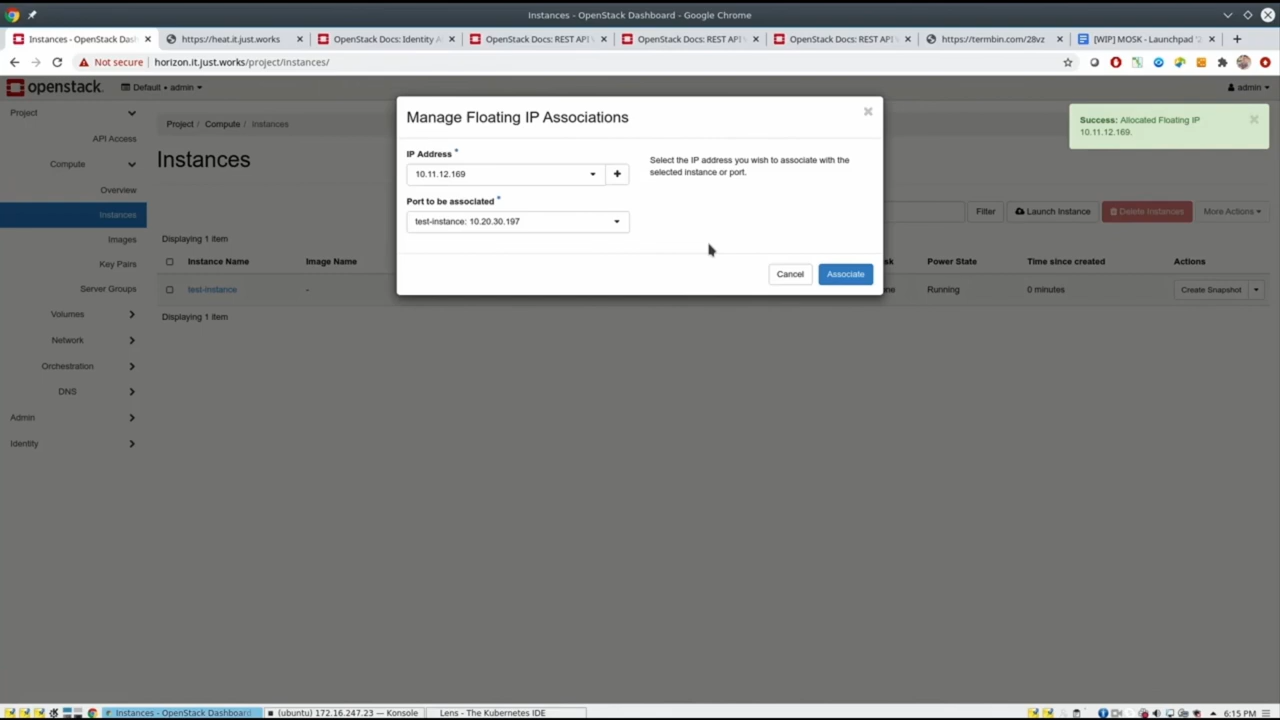 Instances - OpenStack Dashboard - Google Chrome
Instances - OpenStack Das
https://heat.it.just.works
OpenStack Docs: Identity A
OpenStack Docs: REST API
OpenStack Docs: REST API
OpenStack Docs: REST API
https://termbin.com/28vz
[WIP] MOSK - Launchpad "2
Not secure
horizon.it.just.works/project/instances/
openstack.
Default • admin
admin
Project
API Access
Compute
Overview
Instances
Images
Key Pairs
Server Groups
Volumes
Network
Orchestration
DNS
Admin
Identity
Project / Compute / Instances
Instances
Manage Floating IP Associations
IP Address *
10.11.12.169
Port to be associated *
test-instance: 10.20.30.197
Select the IP address you wish to associate with the
selected instance or port.
Cancel
Associate
Success: Allocated Floating IP
10.11.12.169.
Filter
Launch Instance
Delete Instances
More Actions
Displaying 1 item
Instance Name
Image Name
Power State
Time since created
Actions
test-instance
-
Running
0 minutes
Create Snapshot
Displaying 1 item
Instances - OpenStack Dashboard
(ubuntu) 172.16.247.23 — Konsole
Lens - The Kubernetes IDE
6:15 PM